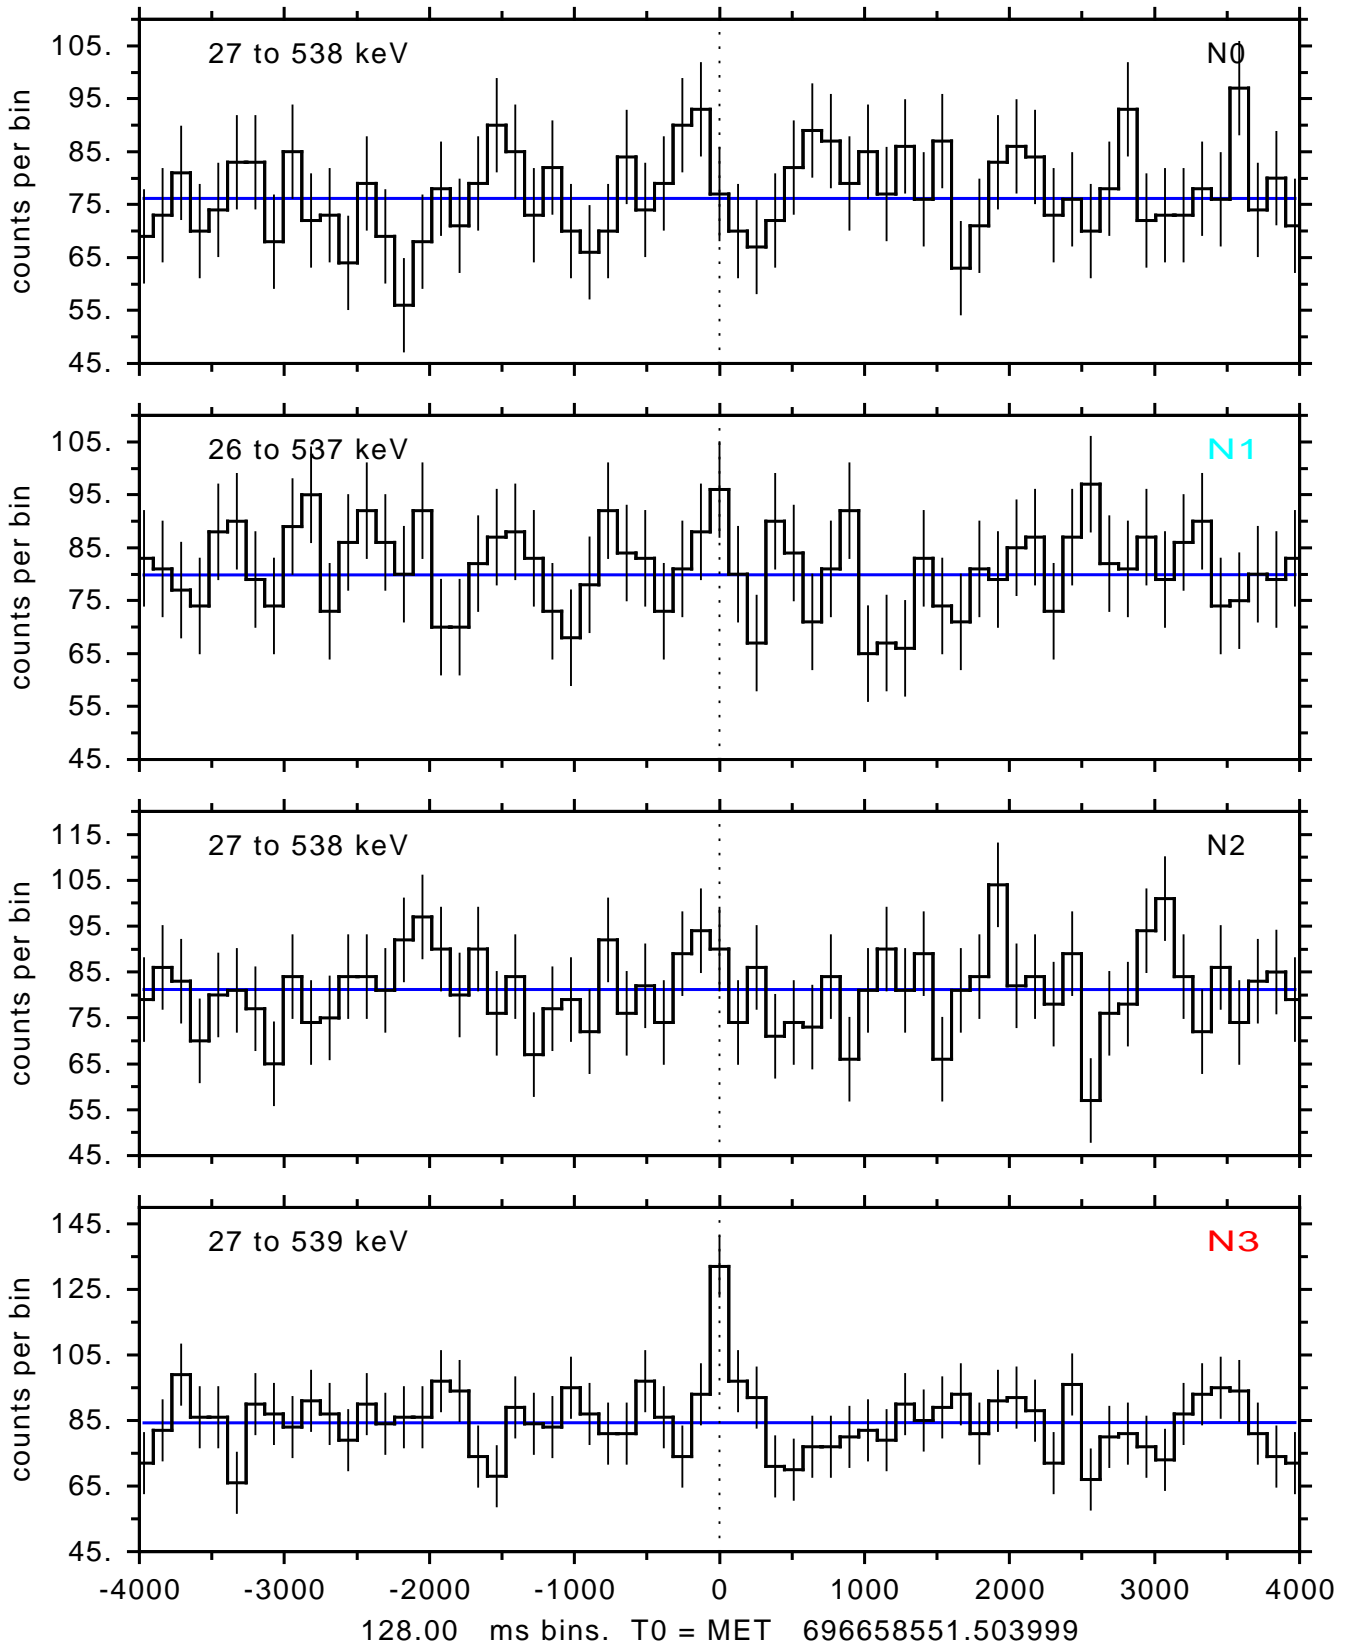 27 to 538 keV
N0
105.
95.
85.
75.
65.
55.
45.
counts per bin
26 to 537 keV
N1
105.
95.
85.
75.
65.
55.
45.
counts per bin
27 to 538 keV
N2
115.
105.
95.
85.
75.
65.
55.
45.
counts per bin
27 to 539 keV
N3
145.
125.
105.
85.
65.
45.
counts per bin
-4000 -3000 -2000 -1000 0 1000 2000 3000 4000
128.00 ms bins. T0 = MET 696658551.503999